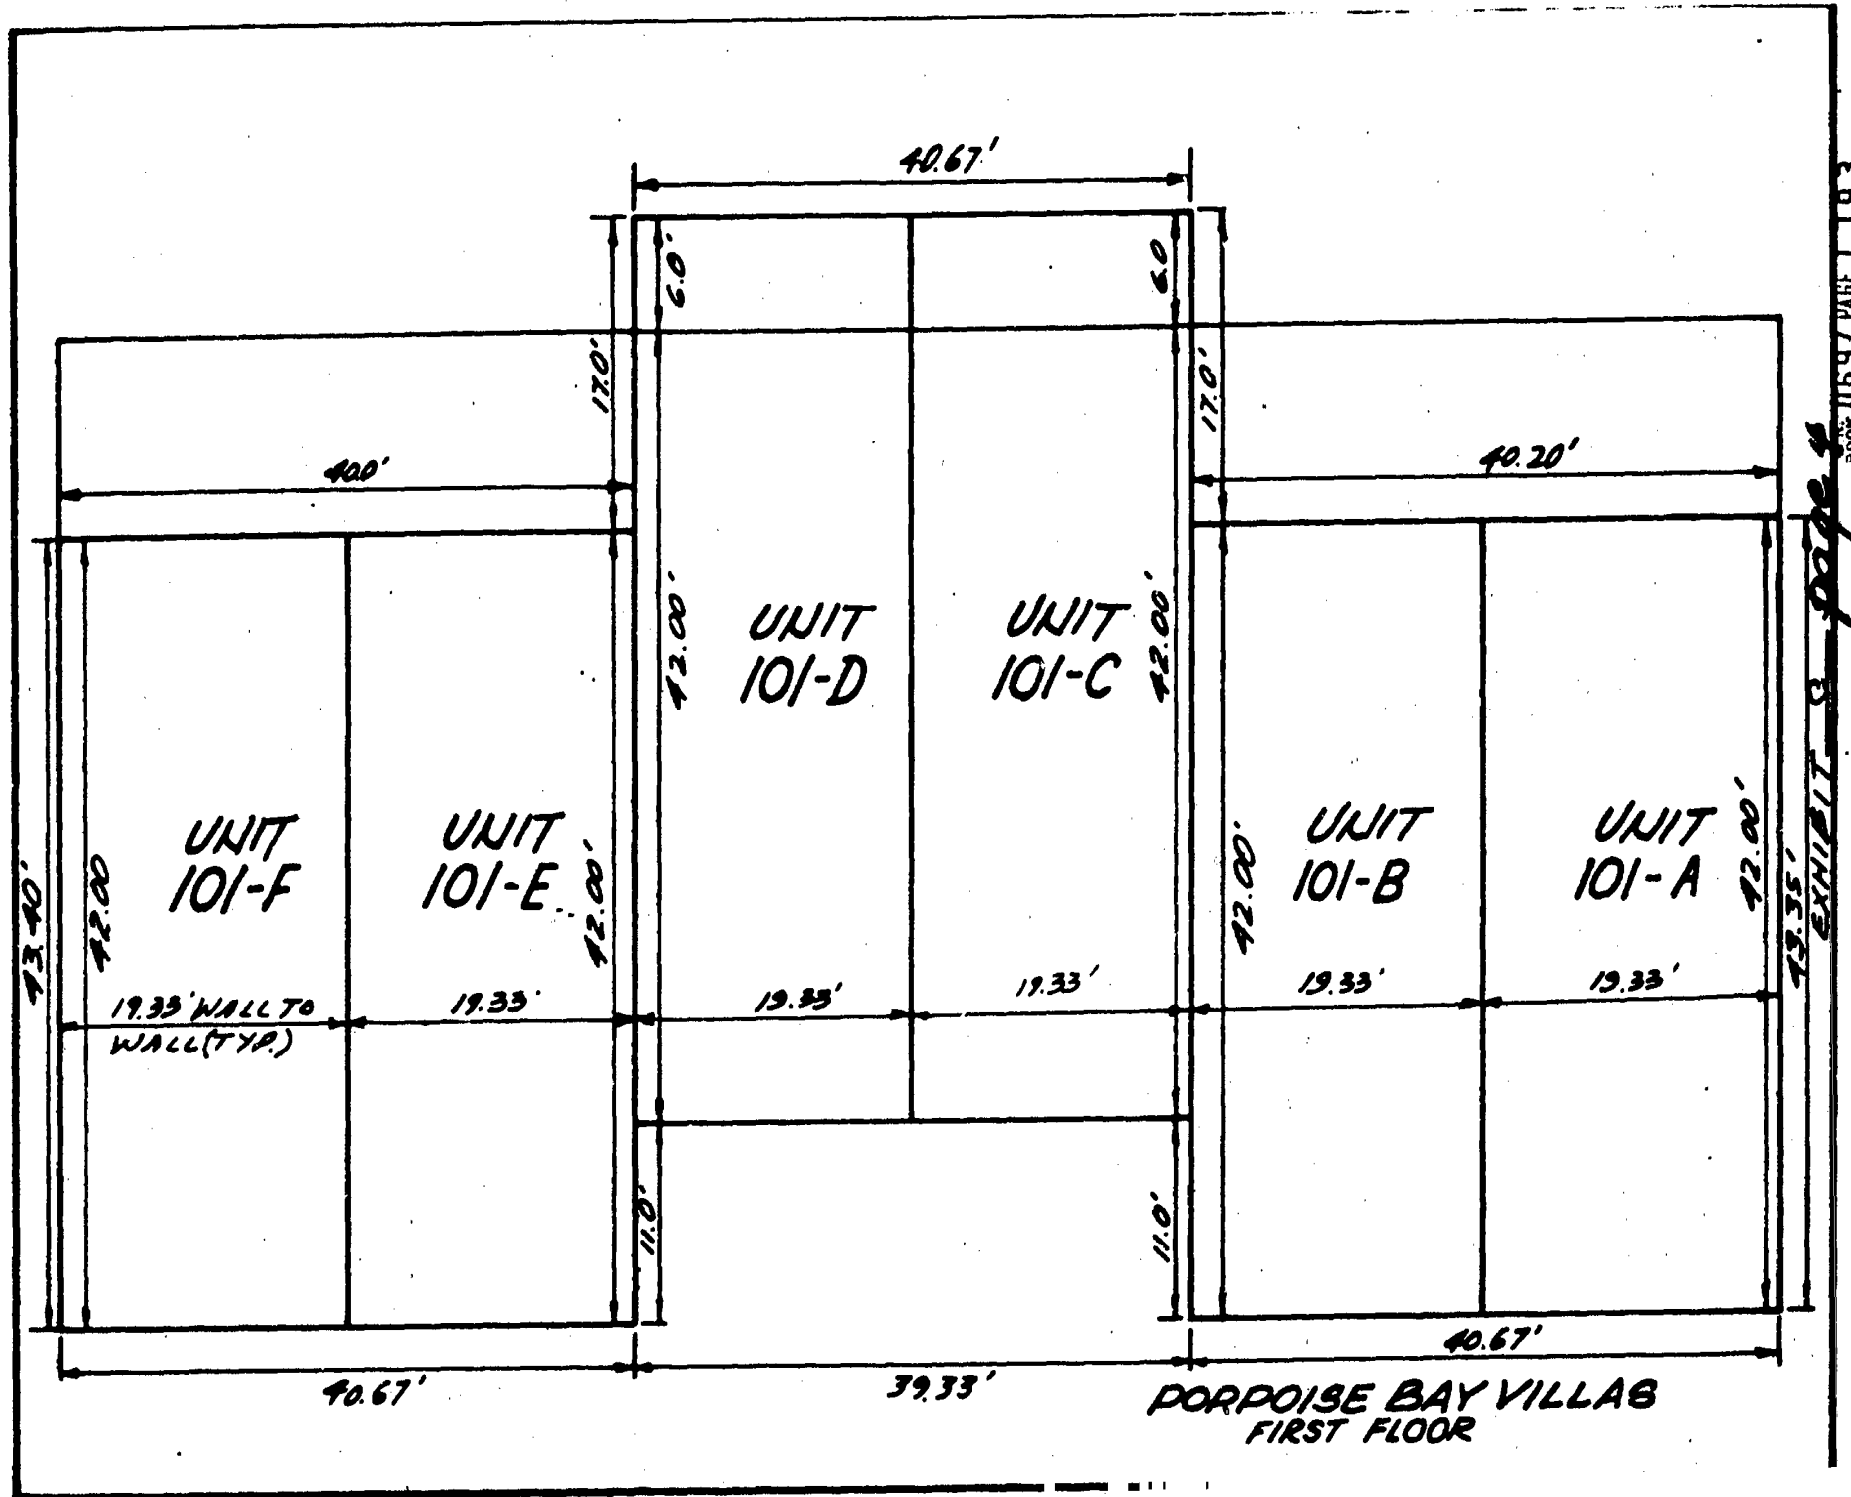 40.67'
6.0'
6.0
17.0'
17.0'
40.0'
40.20'
42.00'
42.00'
UNIT
101-D
UNIT
101-C
UNIT
101-F
UNIT
101-E
UNIT
101-B
UNIT
101-A
43.40'
42.00
42.00'
42.00'
42.00'
43.35'
19.33' WALL TO
WALL (TYP.)
19.33'
19.33'
19.33'
19.33'
19.33'
11.0'
11.0'
40.67'
39.33'
40.67'
PORPOISE BAY VILLAS
FIRST FLOOR
EXHIBIT page 4